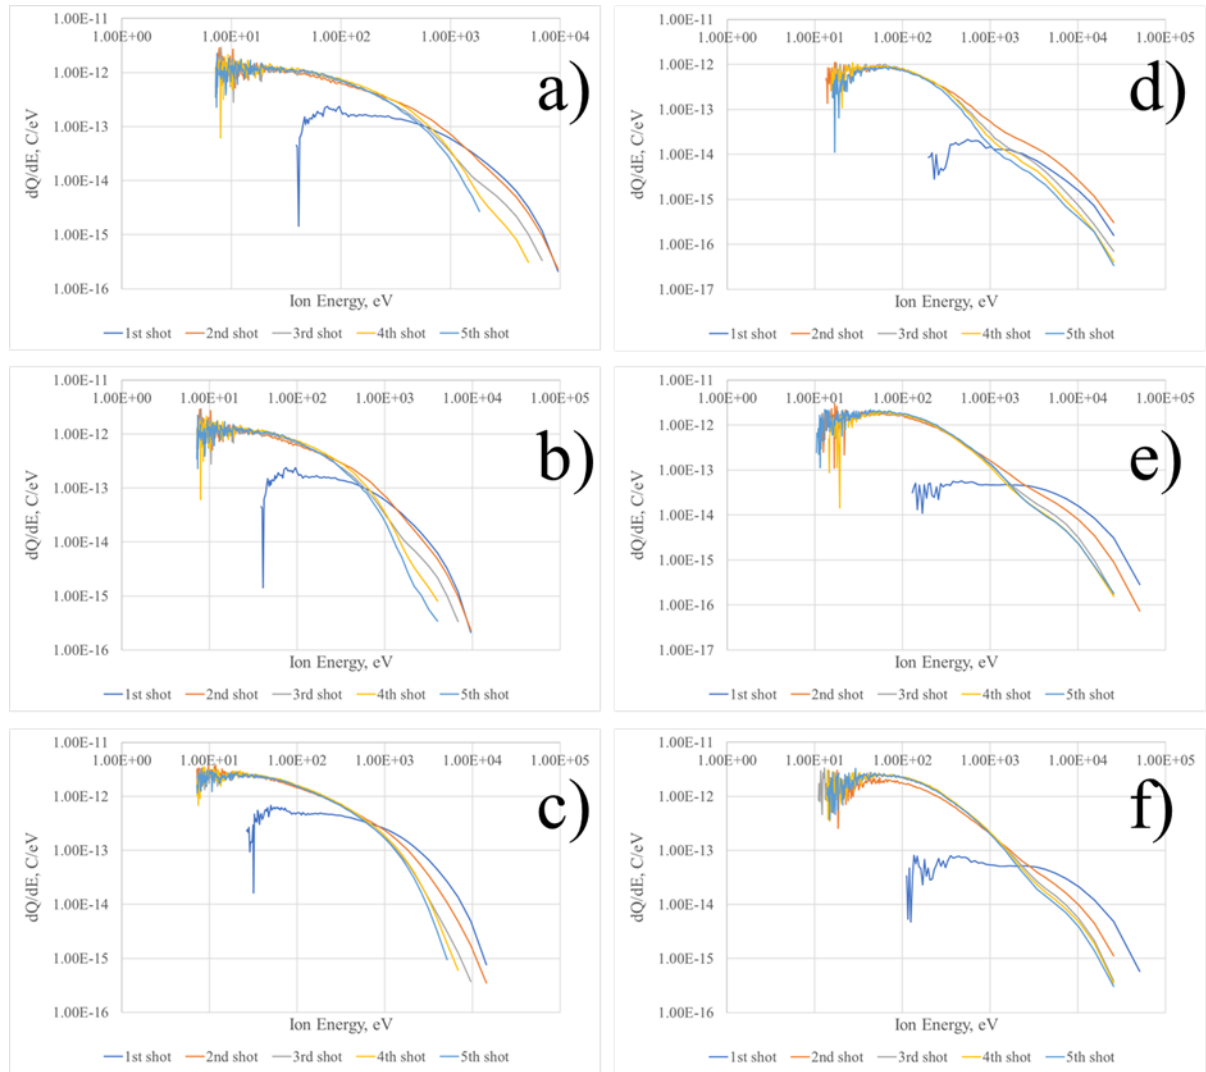 1.00E-11
1.00E+00 1.00E+01 1.00E+02 1.00E+03 1.00E+04
1.00E-12
1.00E-13
1.00E-14
1.00E-15
1.00E-16
dQ/dE, C/eV
Ion Energy, eV
a)
1st shot 2nd shot 3rd shot 4th shot 5th shot
1.00E-11
1.00E+00 1.00E+01 1.00E+02 1.00E+03 1.00E+04 1.00E+05
1.00E-12
1.00E-13
1.00E-14
1.00E-15
1.00E-16
1.00E-17
dQ/dE, C/eV
Ion Energy, eV
d)
1st shot 2nd shot 3rd shot 4th shot 5th shot
1.00E-11
1.00E+00 1.00E+01 1.00E+02 1.00E+03 1.00E+04 1.00E+05
1.00E-12
1.00E-13
1.00E-14
1.00E-15
1.00E-16
dQ/dE, C/eV
Ion Energy, eV
b)
1st shot 2nd shot 3rd shot 4th shot 5th shot
1.00E-11
1.00E+00 1.00E+01 1.00E+02 1.00E+03 1.00E+04 1.00E+05
1.00E-12
1.00E-13
1.00E-14
1.00E-15
1.00E-16
1.00E-17
dQ/dE, C/eV
Ion Energy, eV
e)
1st shot 2nd shot 3rd shot 4th shot 5th shot
1.00E-11
1.00E+00 1.00E+01 1.00E+02 1.00E+03 1.00E+04 1.00E+05
1.00E-12
1.00E-13
1.00E-14
1.00E-15
1.00E-16
dQ/dE, C/eV
Ion Energy, eV
c)
1st shot 2nd shot 3rd shot 4th shot 5th shot
1.00E-11
1.00E+00 1.00E+01 1.00E+02 1.00E+03 1.00E+04 1.00E+05
1.00E-12
1.00E-13
1.00E-14
1.00E-15
1.00E-16
dQ/dE, C/eV
Ion Energy, eV
f)
1st shot 2nd shot 3rd shot 4th shot 5th shot